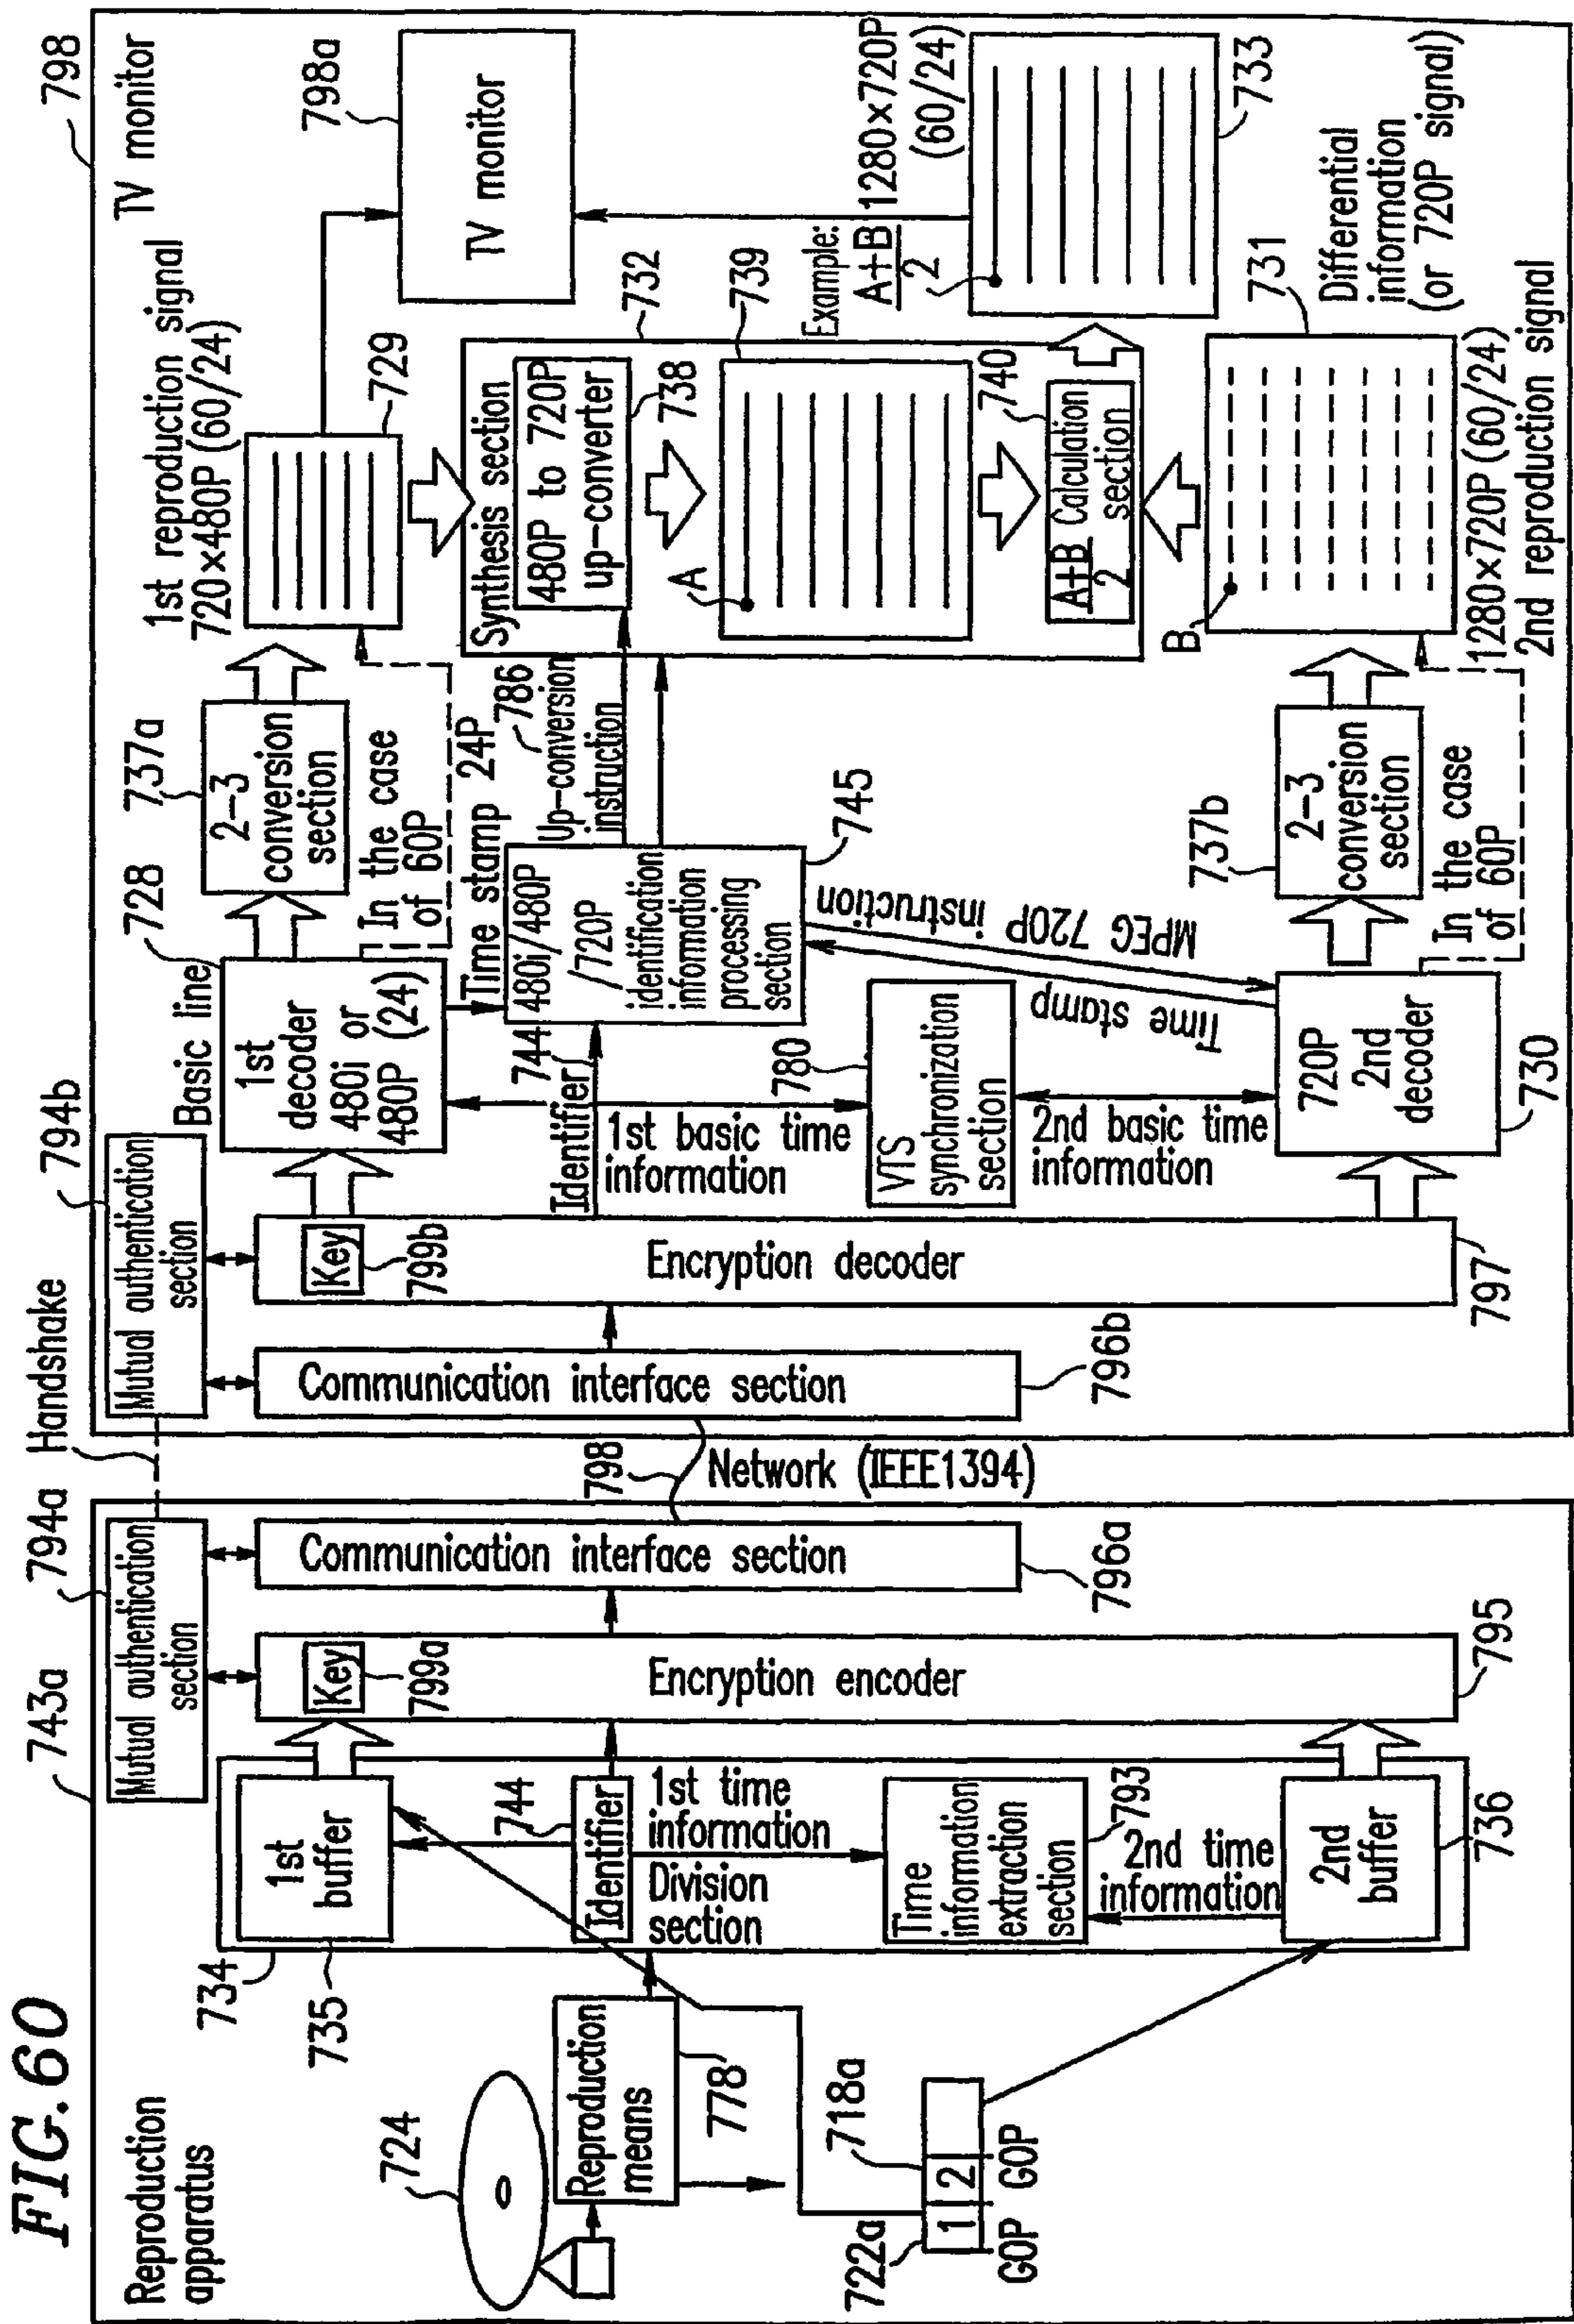 FIG. 60
Reproduction
apparatus
743a
724
Reproduction
means
778
722a
718a
1
2
GOP
GOP
734
735
1st
buffer
744
Identifier
Division
section
1st time
information
Time
information
extraction
section
793
2nd time
information
2nd
buffer
736
Mutual authentication
section
794a
Key
799a
Encryption encoder
795
Communication interface section
796a
Handshake
798
Network (IEEE1394)
798
TV monitor
794b
Mutual authentication
section
Communication interface section
796b
Key
799b
Encryption decoder
797
Basic line
728
1st
decoder
480i or
480P (24)
737a
2-3
conversion
section
In the case
of 60P
24P
Time stamp
Identifier
744
1st basic time
information
780
VTS
synchronization
section
2nd basic time
information
480i/480P
/720P
identification
information
processing
section
745
786
Up-conversion
instruction
MPEG 720P instruction
Time stamp
720P
2nd
decoder
730
737b
2-3
conversion
section
In the case
of 60P
1st reproduction signal
720×480P (60/24)
729
732
Synthesis section
480P to 720P
up-converter
738
739
A
740
A+B
2
Calculation
section
B
731
1280×720P (60/24)
2nd reproduction signal
Differential
information
(or 720P signal)
798a
TV monitor
Example:
A+B
2
1280×720P
(60/24)
733